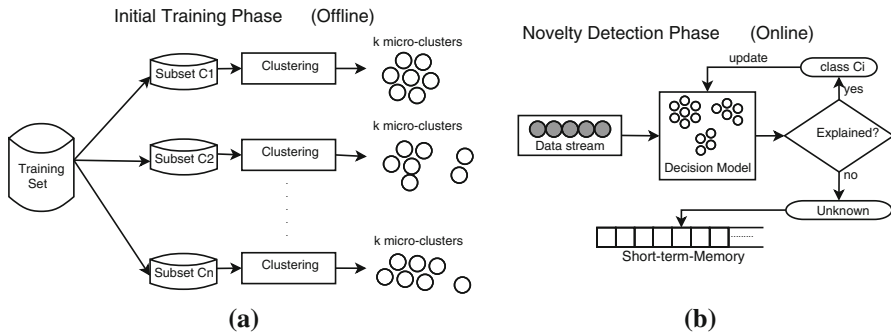 Initial Training Phase (Offline)
k micro-clusters
Subset C1
Clustering
k micro-clusters
Training
Set
Subset C2
Clustering
k micro-clusters
Subset Cn
Clustering
(a)
Novelty Detection Phase (Online)
update
class Ci
yes
Data stream
Decision Model
Explained?
no
Unknown
Short-term-Memory
(b)